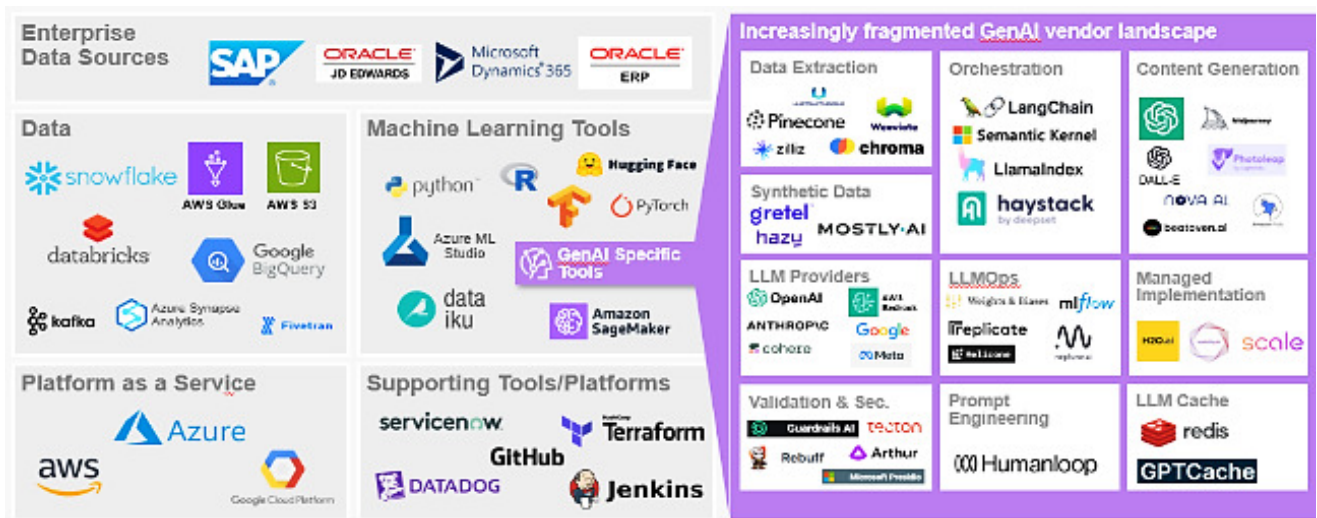 Enterprise
Data Sources
SAP
ORACLE
JD EDWARDS
Microsoft
Dynamics 365
ORACLE
ERP
Data
snowflake
AWS Glue
AWS S3
databricks
Google
BigQuery
kafka
Azure Synapse
Analytics
Fivetran
Machine Learning Tools
python
R
Hugging Face
PyTorch
Azure ML
Studio
GenAI Specific
Tools
data
iku
Amazon
SageMaker
Platform as a Service
Azure
aws
Google Cloud Platform
Supporting Tools/Platforms
servicenow
HashiCorp
Terraform
GitHub
DATADOG
Jenkins
Increasingly fragmented GenAI vendor landscape
Data Extraction
Pinecone
Weaviate
zilliz
chroma
Orchestration
LangChain
Semantic Kernel
LlamaIndex
haystack
by deepset
Content Generation
Midjourney
DALL-E
Photoleap
NOVA AI
beatoven.ai
Synthetic Data
gretel
hazy
MOSTLY·AI
LLM Providers
OpenAI
AWS
Bedrock
ANTHROP\C
Google
cohere
Meta
LLMOps
Weights & Biases
mlflow
replicate
Helicone
neptune.ai
Managed
Implementation
H2O.ai
scale
Validation & Sec.
Guardrails AI
tecton
Rebuff
Arthur
Microsoft Presidio
Prompt
Engineering
Humanloop
LLM Cache
redis
GPTCache